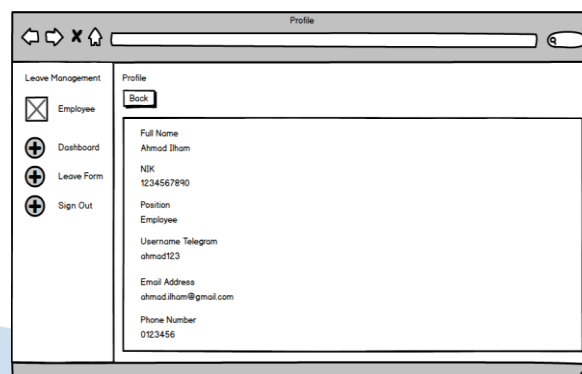 Profile
Leave Management
Employee
Dashboard
Leave Form
Sign Out
Profile
Back
Full Name
Ahmad Ilham
NIK
1234567890
Position
Employee
Username Telegram
ahmad123
Email Address
ahmad.ilham@gmail.com
Phone Number
0123456